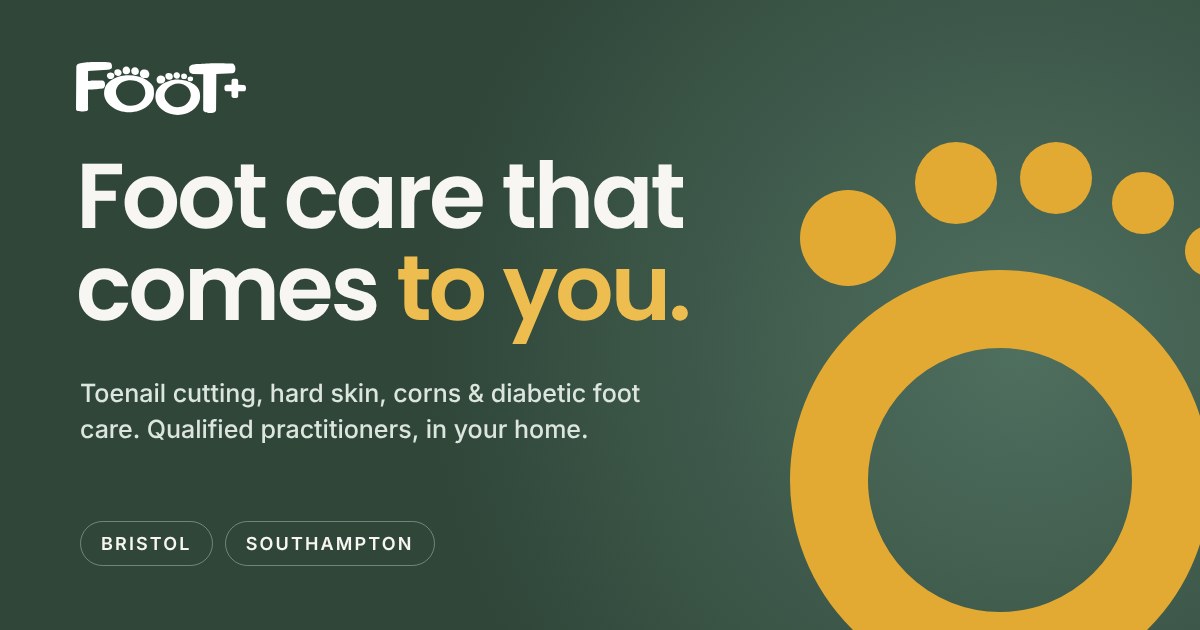 FOOT+
Foot care that
comes to you.
Toenail cutting, hard skin, corns & diabetic foot
care. Qualified practitioners, in your home.
BRISTOL SOUTHAMPTON